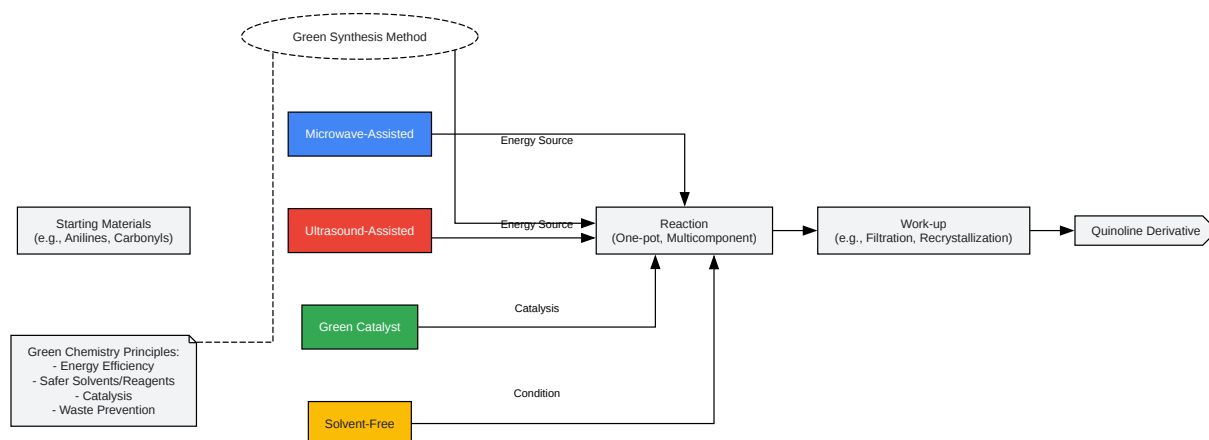 Green Synthesis Method
Microwave-Assisted
Energy Source
Starting Materials
(e.g., Anilines, Carbonyls)
Ultrasound-Assisted
Energy Source
Reaction
(One-pot, Multicomponent)
Work-up
(e.g., Filtration, Recrystallization)
Quinoline Derivative
Green Catalyst
Catalysis
Green Chemistry Principles:
- Energy Efficiency
- Safer Solvents/Reagents
- Catalysis
- Waste Prevention
Condition
Solvent-Free